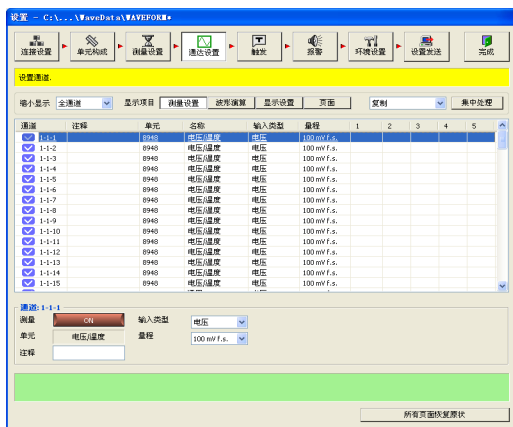 设置 - C:\...\WaveData\WAVEFORM*
连接设置 单元构成 测量设置 通达设置 触发 报警 环境设置 设置发送 完成
设置通道.
缩小显示 全通道 显示项目 测量设置 波形演算 显示设置 页面 复制 集中处理
通道 注释 单元 名称 输入类型 量程 1 2 3 4 5
1-1-1 8948 电压/温度 电压 100 mV f.s.
1-1-2 8948 电压/温度 电压 100 mV f.s.
1-1-3 8948 电压/温度 电压 100 mV f.s.
1-1-4 8948 电压/温度 电压 100 mV f.s.
1-1-5 8948 电压/温度 电压 100 mV f.s.
1-1-6 8948 电压/温度 电压 100 mV f.s.
1-1-7 8948 电压/温度 电压 100 mV f.s.
1-1-8 8948 电压/温度 电压 100 mV f.s.
1-1-9 8948 电压/温度 电压 100 mV f.s.
1-1-10 8948 电压/温度 电压 100 mV f.s.
1-1-11 8948 电压/温度 电压 100 mV f.s.
1-1-12 8948 电压/温度 电压 100 mV f.s.
1-1-13 8948 电压/温度 电压 100 mV f.s.
1-1-14 8948 电压/温度 电压 100 mV f.s.
1-1-15 8948 电压/温度 电压 100 mV f.s.
通道: 1-1-1
测量 ON 输入类型 电压
单元 电压/温度 量程 100 mV f.s.
注释
所有页面恢复原状